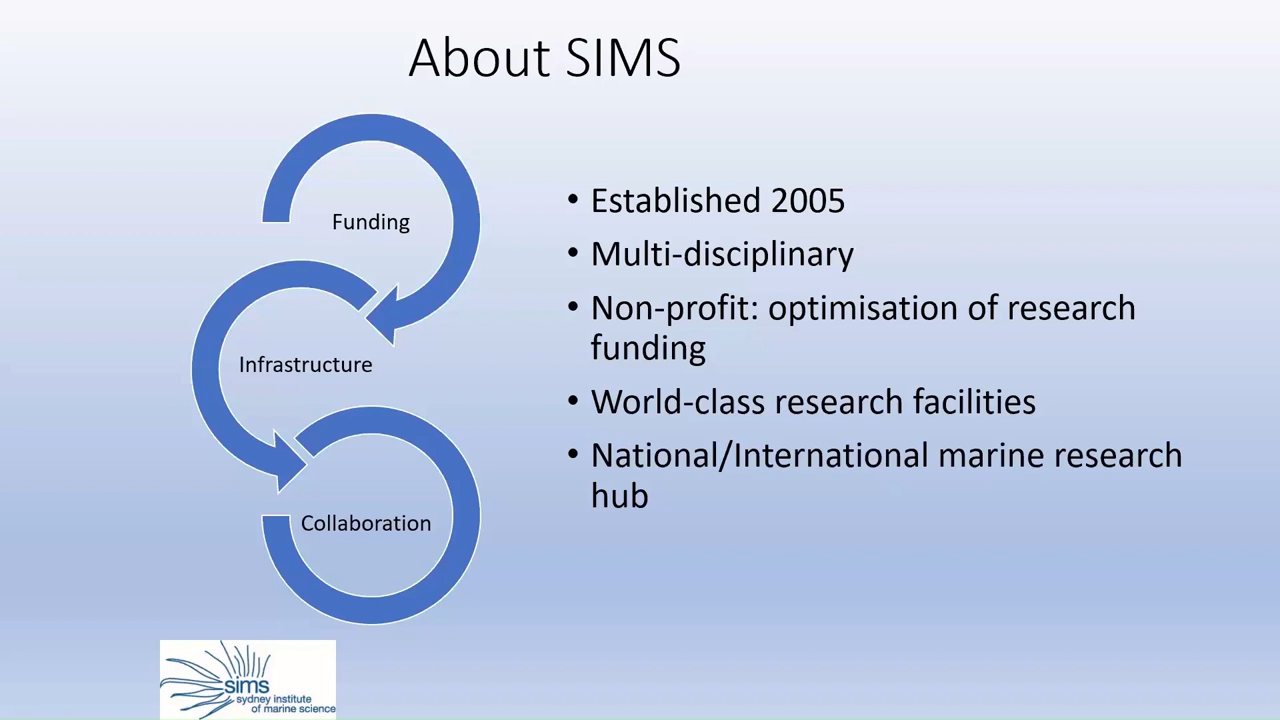 About SIMS
Funding
Infrastructure
Collaboration
• Established 2005
• Multi-disciplinary
• Non-profit: optimisation of research
funding
• World-class research facilities
• National/International marine research
hub
sims
sydney institute
of marine science